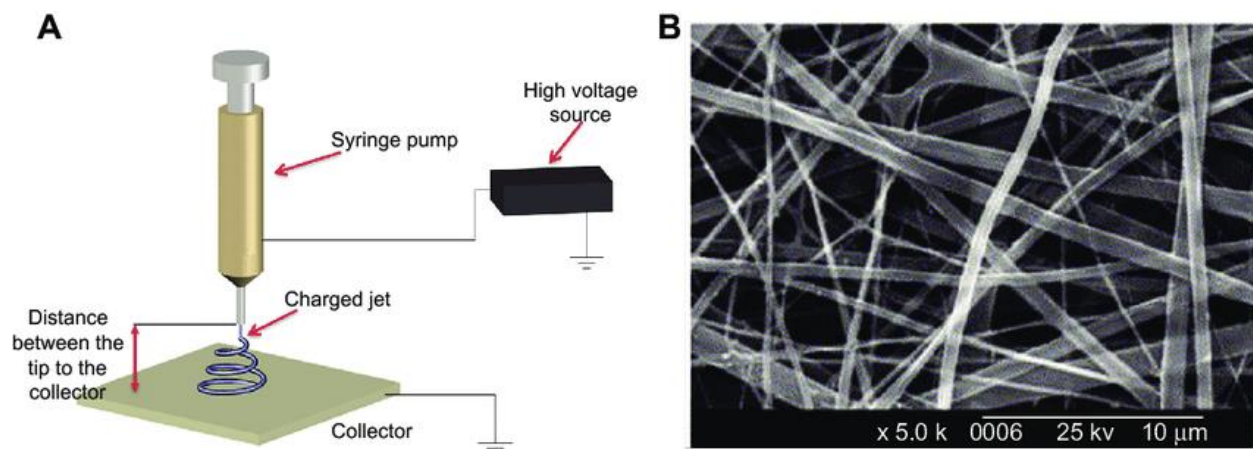 A
High voltage
source
Syringe pump
Charged jet
Distance
between the
tip to the
collector
Collector
B
x 5.0 k 0006 25 kv 10 μm